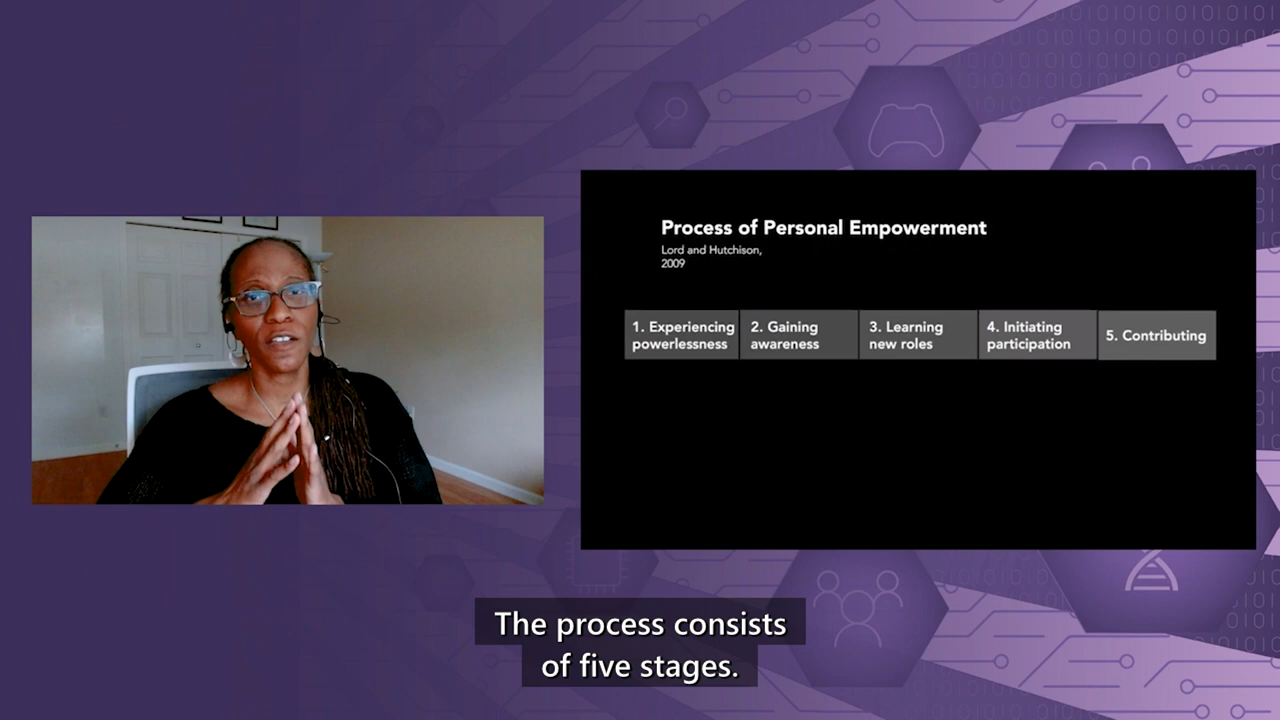 Process of Personal Empowerment
Lord and Hutchison,
2009
1. Experiencing
powerlessness
2. Gaining
awareness
3. Learning
new roles
4. Initiating
participation
5. Contributing
The process consists
of five stages.